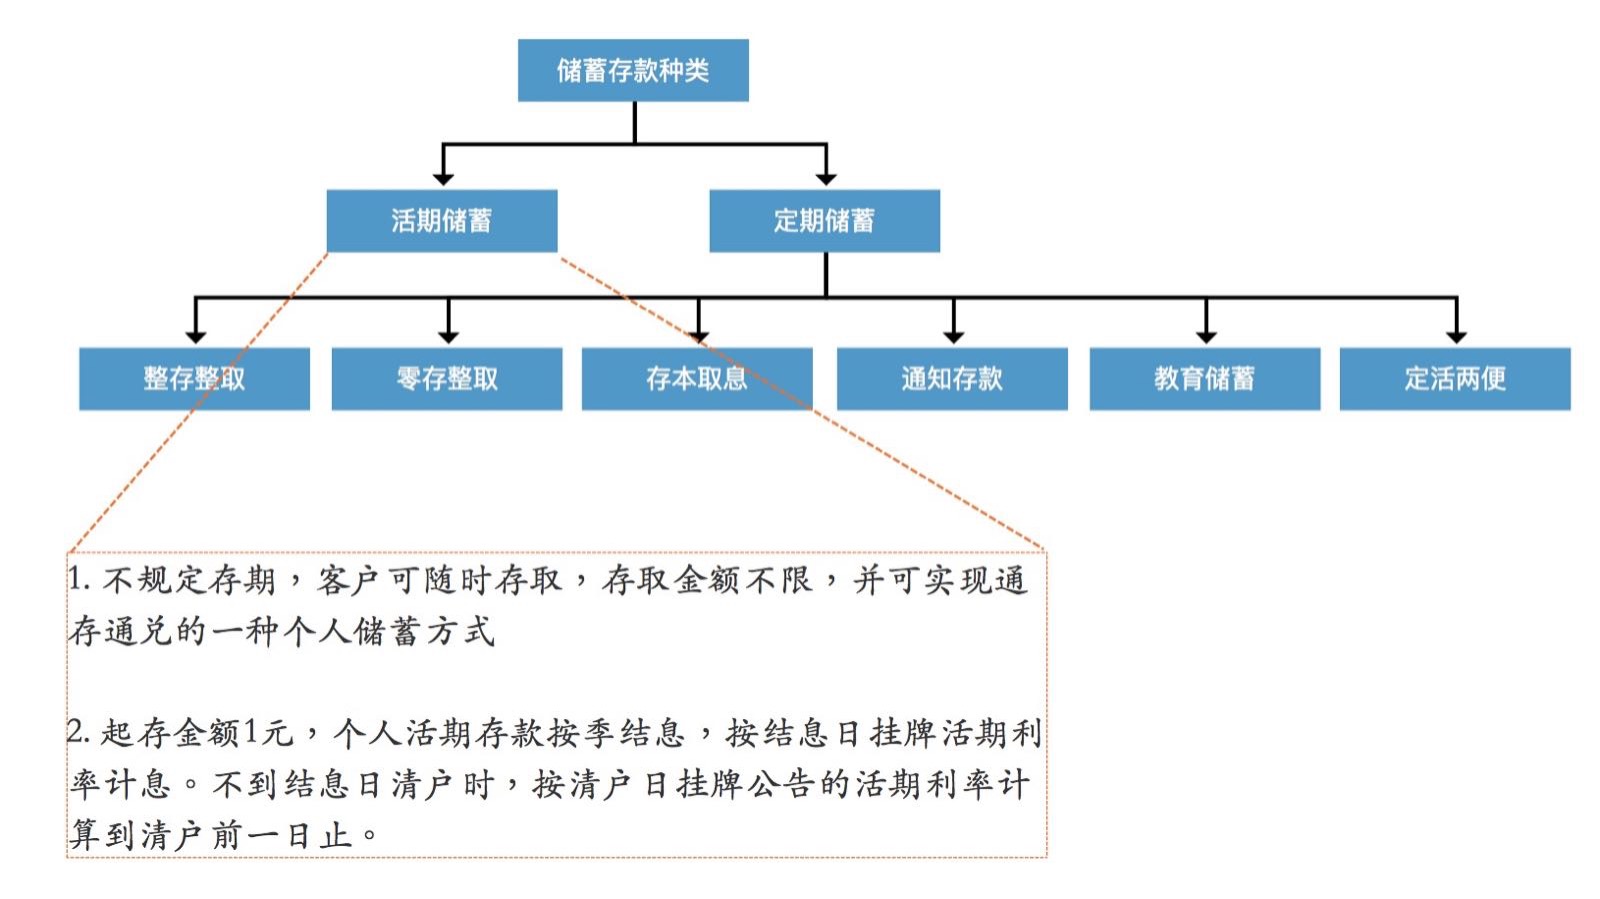 储蓄存款种类
活期储蓄
定期储蓄
整存整取
零存整取
存本取息
通知存款
教育储蓄
定活两便
1. 不规定存期，客户可随时存取，存取金额不限，并可实现通
存通兑的一种个人储蓄方式
2. 起存金额1元，个人活期存款按季结息，按结息日挂牌活期利
率计息。不到结息日清户时，按清户日挂牌公告的活期利率计
算到清户前一日止。